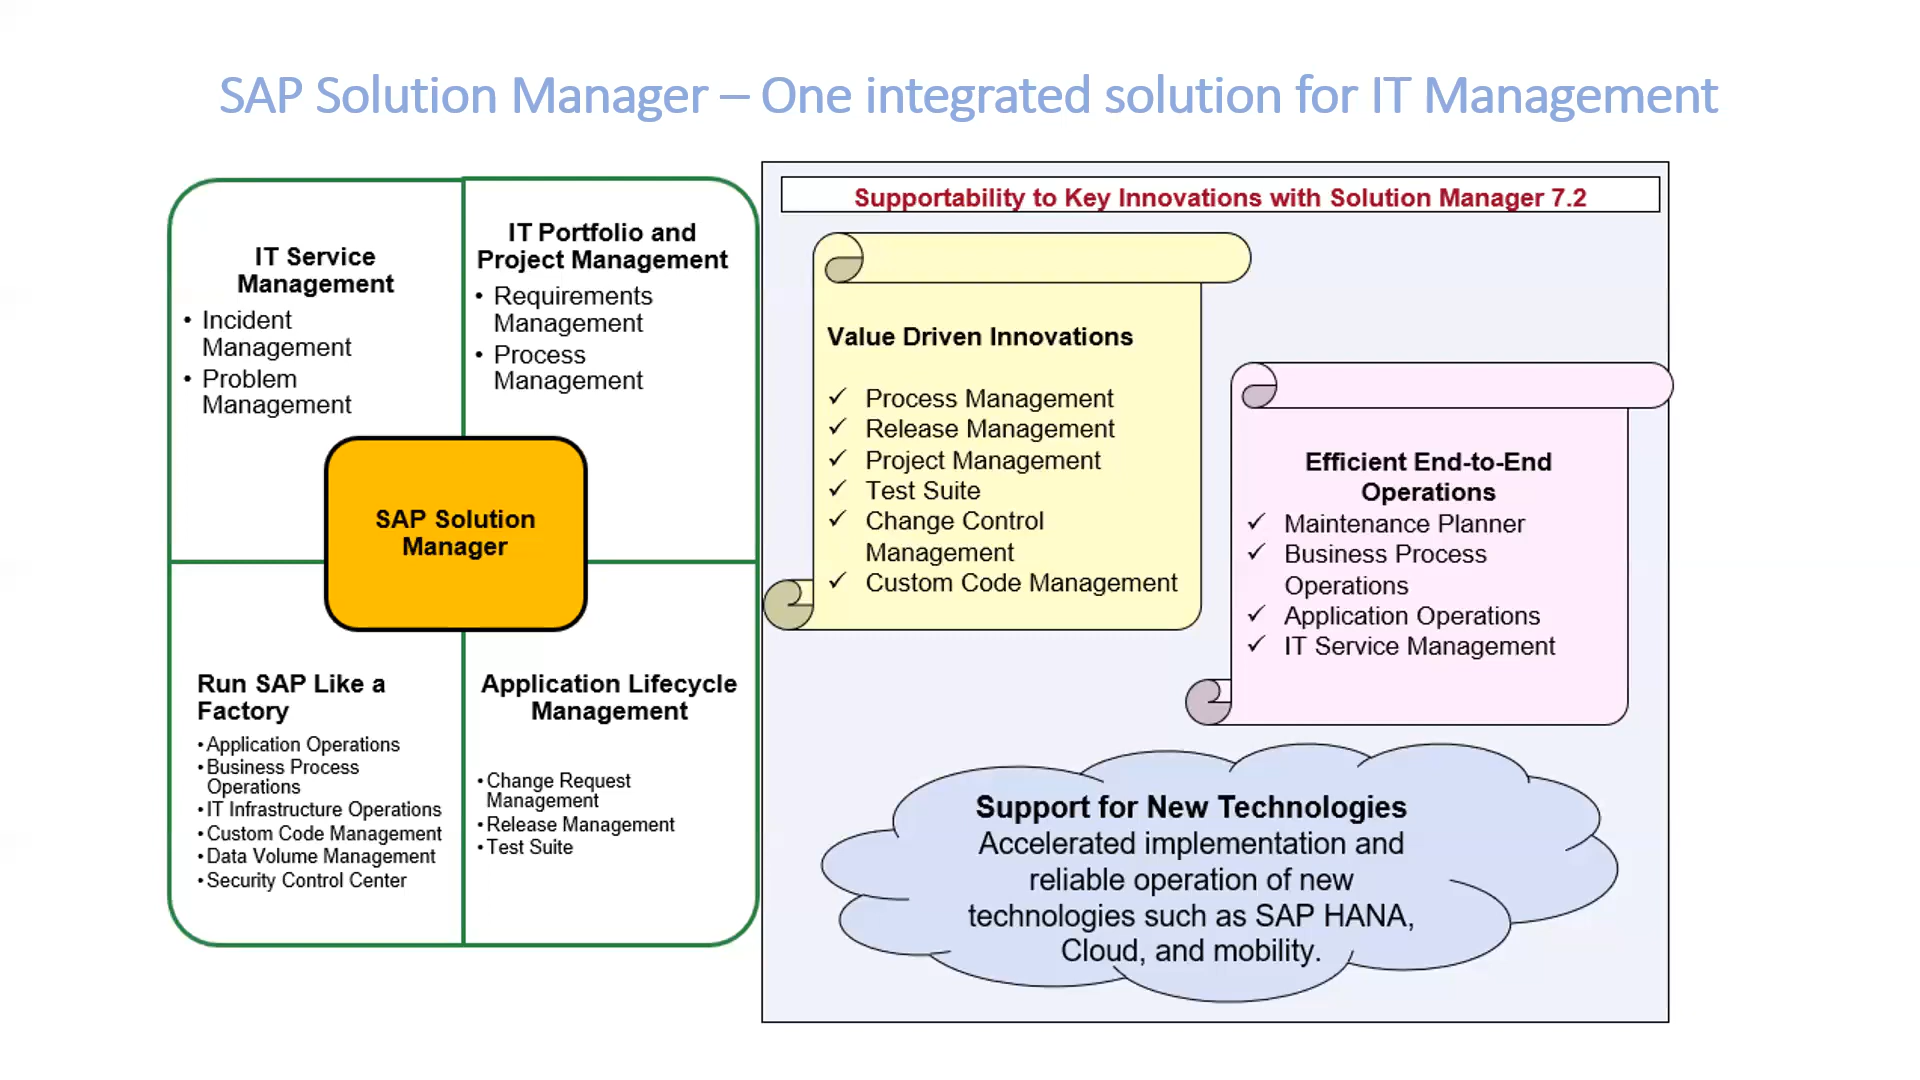 SAP Solution Manager – One integrated solution for IT Management
IT Service
Management
• Incident
Management
• Problem
Management
IT Portfolio and
Project Management
• Requirements
Management
• Process
Management
SAP Solution
Manager
Run SAP Like a
Factory
• Application Operations
• Business Process
Operations
• IT Infrastructure Operations
• Custom Code Management
• Data Volume Management
• Security Control Center
Application Lifecycle
Management
• Change Request
Management
• Release Management
• Test Suite
Supportability to Key Innovations with Solution Manager 7.2
Value Driven Innovations
✓ Process Management
✓ Release Management
✓ Project Management
✓ Test Suite
✓ Change Control
Management
✓ Custom Code Management
Efficient End-to-End
Operations
✓ Maintenance Planner
✓ Business Process
Operations
✓ Application Operations
✓ IT Service Management
Support for New Technologies
Accelerated implementation and
reliable operation of new
technologies such as SAP HANA,
Cloud, and mobility.